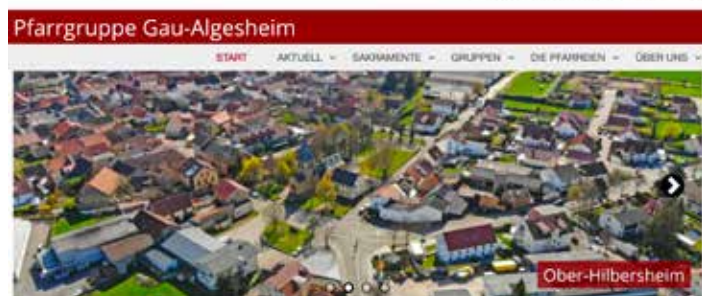 Pfarrgruppe Gau-Algesheim
START AKTUELL SAKRAMENTE GRUPPEN DIE PFARREIEN ÜBER UNS
Ober-Hilbersheim